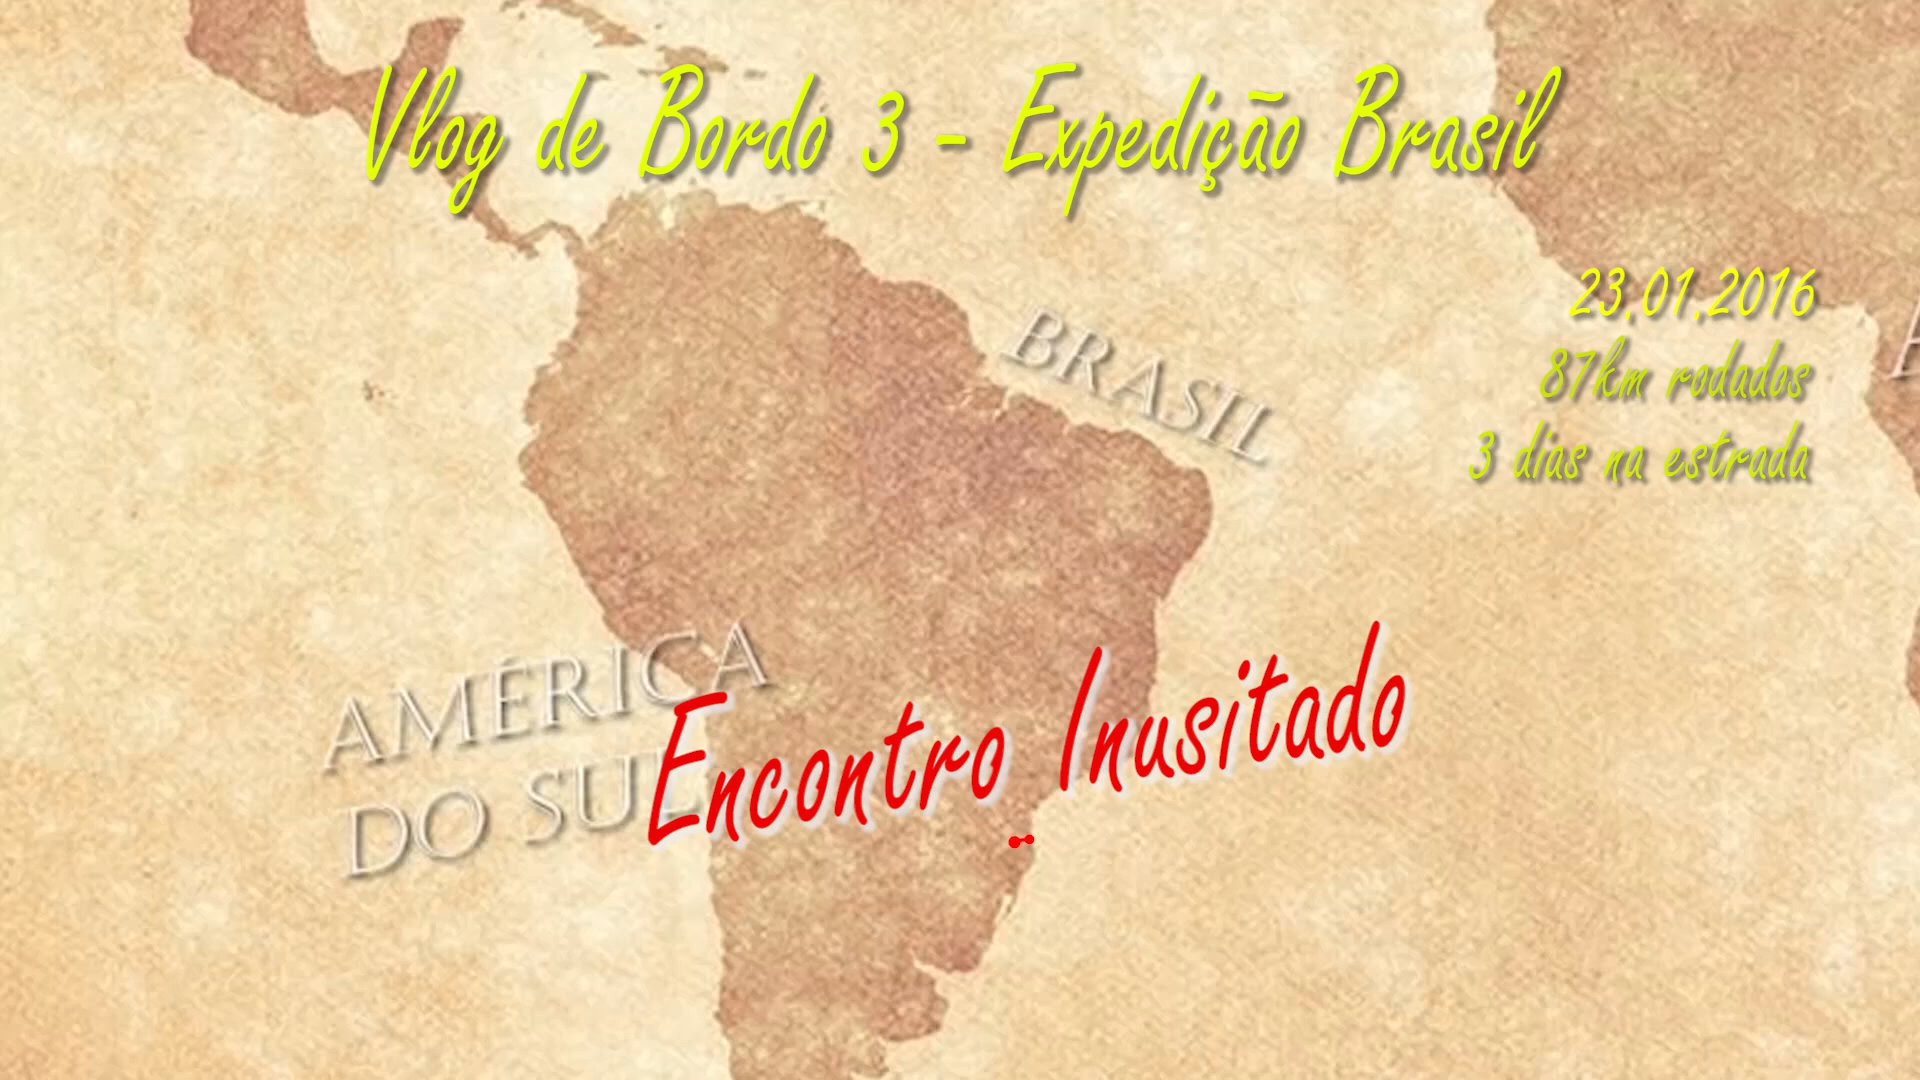 Vlog de Bordo 3 - Expedição Brasil
23.01.2016
87km rodados
3 dias na estrada
BRASIL
AMÉRICA
DO SUL
Encontro Inusitado